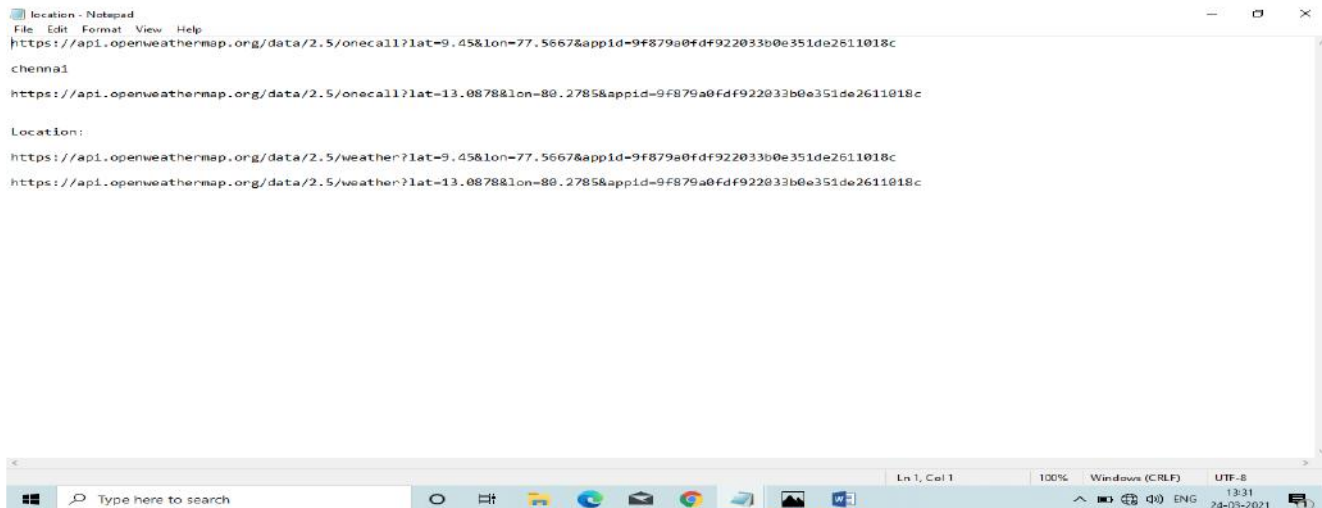 location - Notepad
File Edit Format View Help
https://api.openweathermap.org/data/2.5/onecall?lat=9.45&lon=77.5667&appid=9f879a0fdf922033b0e351de2611018c
chennai
https://api.openweathermap.org/data/2.5/onecall?lat=13.0878&lon=80.2785&appid=9f879a0fdf922033b0e351de2611018c
Location:
https://api.openweathermap.org/data/2.5/weather?lat=9.45&lon=77.5667&appid=9f879a0fdf922033b0e351de2611018c
https://api.openweathermap.org/data/2.5/weather?lat=13.0878&lon=80.2785&appid=9f879a0fdf922033b0e351de2611018c
Ln 1, Col 1 100% Windows (CRLF) UTF-8
Type here to search
ENG
13:31
24-03-2021